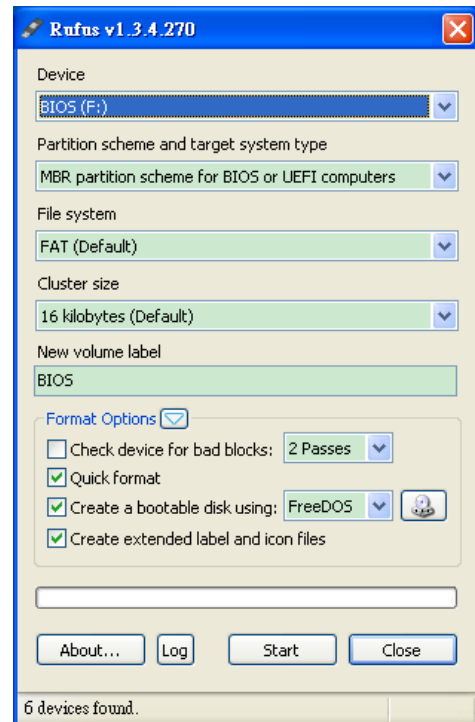 Rufus v1.3.4.270
Device
BIOS (F:)
Partition scheme and target system type
MBR partition scheme for BIOS or UEFI computers
File system
FAT (Default)
Cluster size
16 kilobytes (Default)
New volume label
BIOS
Format Options
Check device for bad blocks: 2 Passes
Quick format
Create a bootable disk using: FreeDOS
Create extended label and icon files
About... Log Start Close
6 devices found.